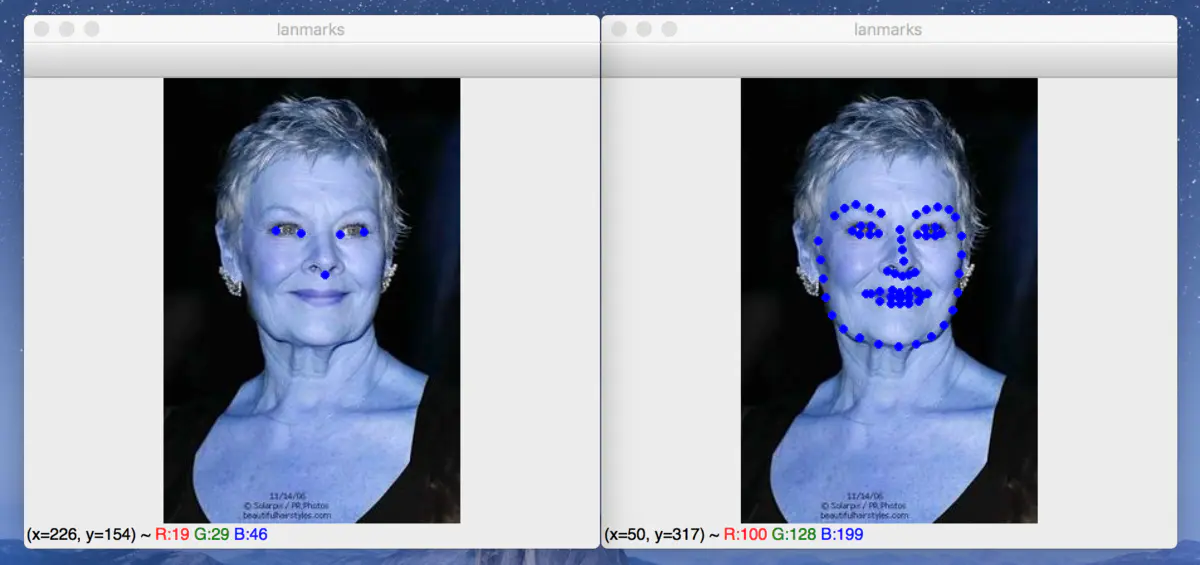 lanmarks
11/14/06
© Solarpix / PR Photos
beautifulhairstyles.com
(x=226, y=154) ~ R:19 G:29 B:46
lanmarks
11/14/06
© Solarpix / PR Photos
beautifulhairstyles.com
(x=50, y=317) ~ R:100 G:128 B:199